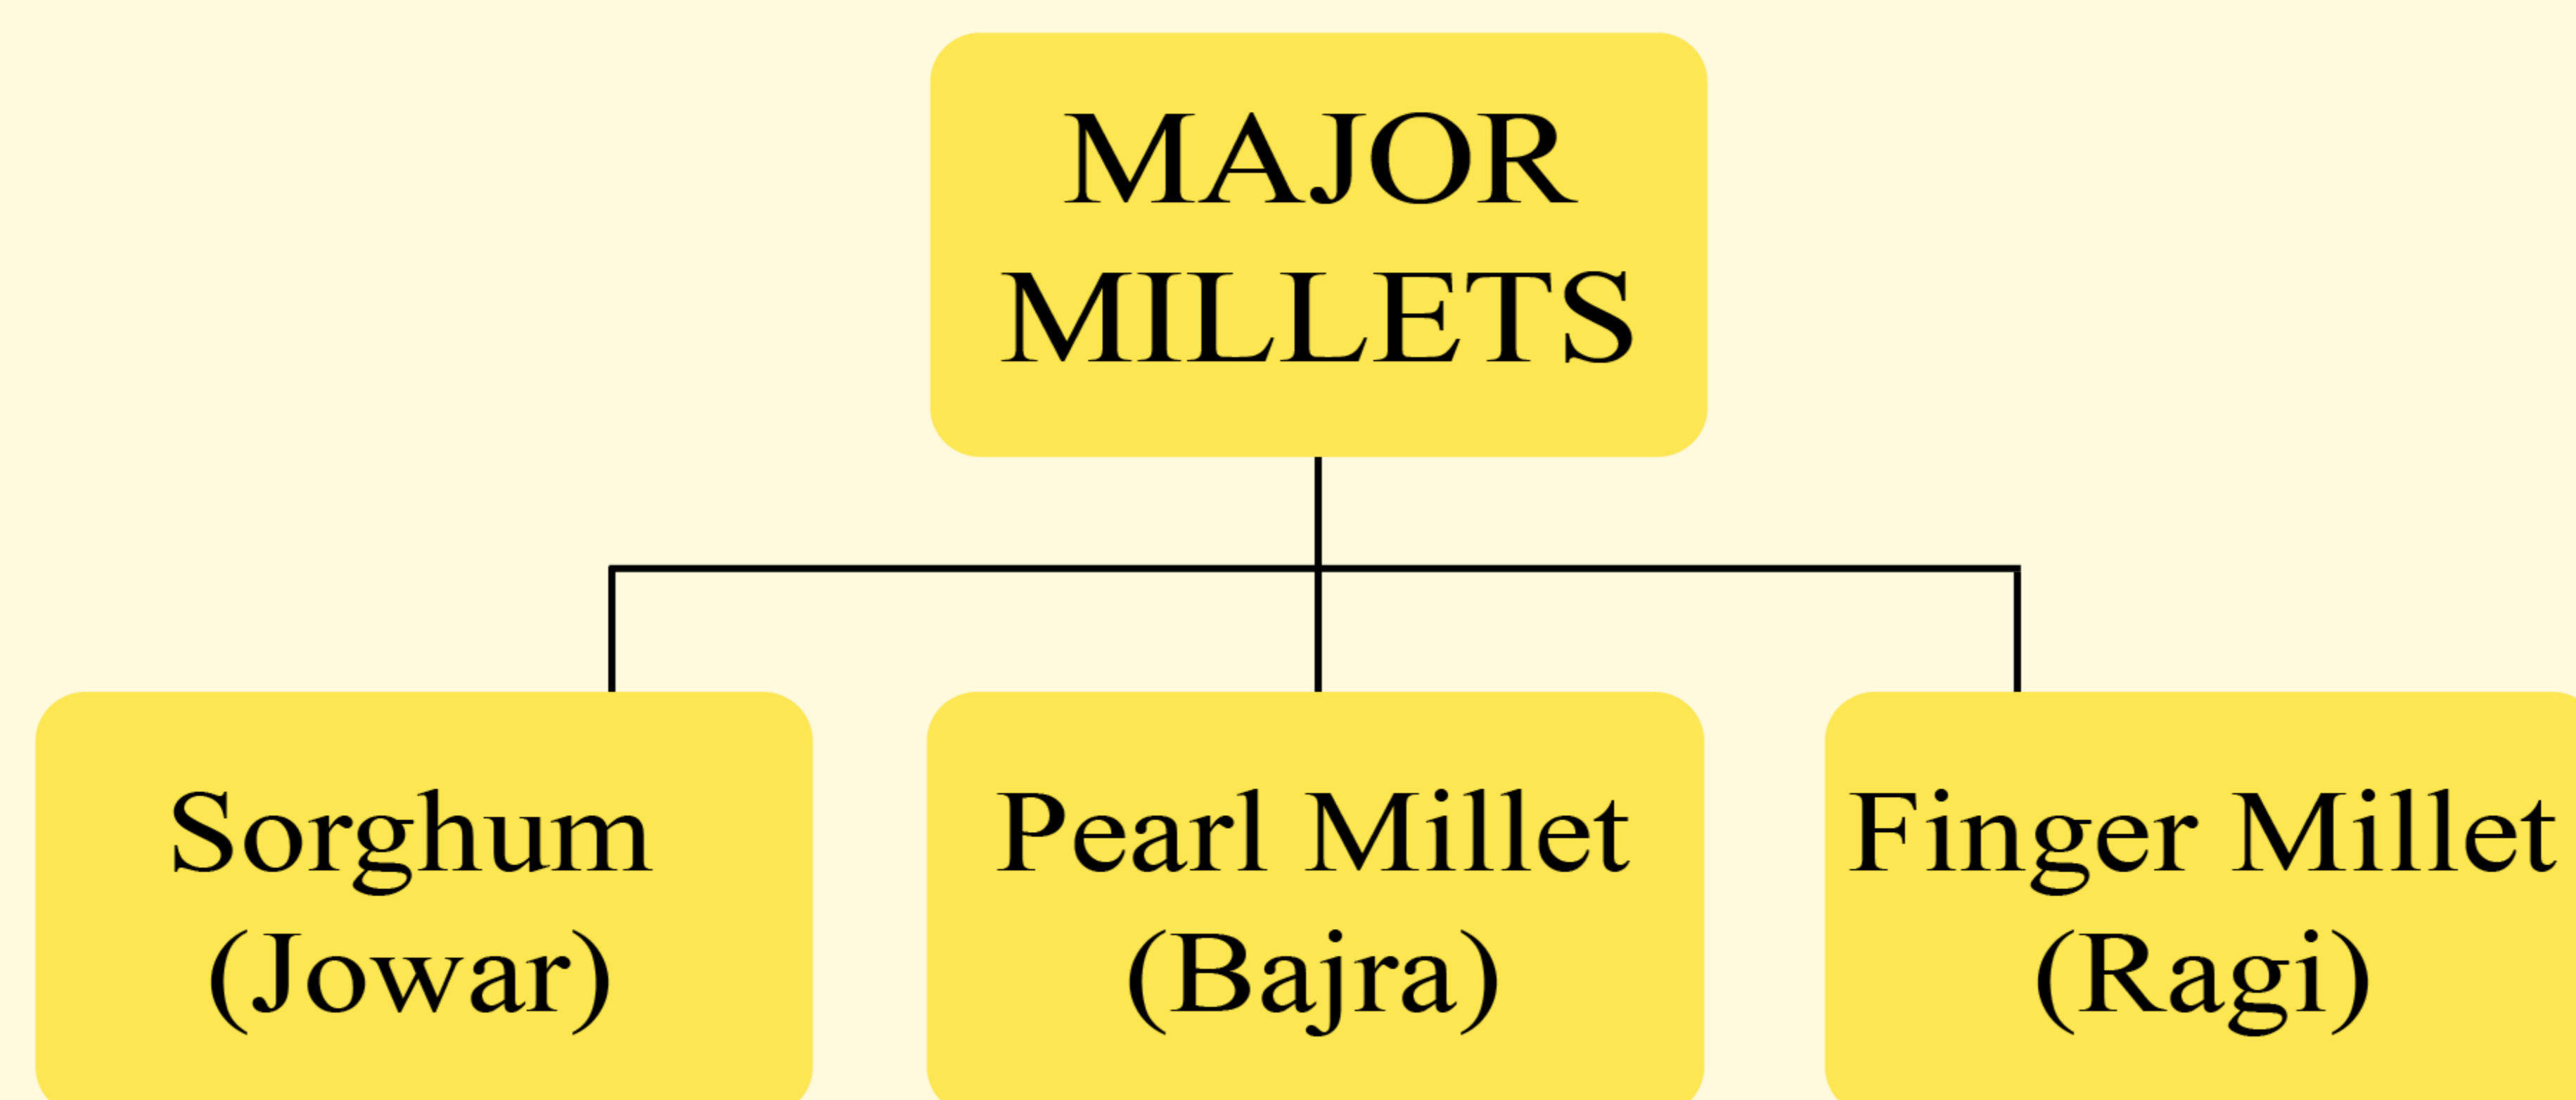 MAJOR
MILLETS
Sorghum
(Jowar)
Pearl Millet
(Bajra)
Finger Millet
(Ragi)